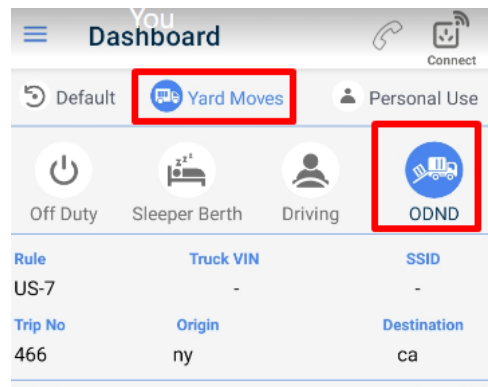 You
Dashboard
Connect
Default Yard Moves Personal Use
zzz
Off Duty Sleeper Berth Driving ODND
Rule Truck VIN SSID
US-7 - -
Trip No Origin Destination
466 ny ca